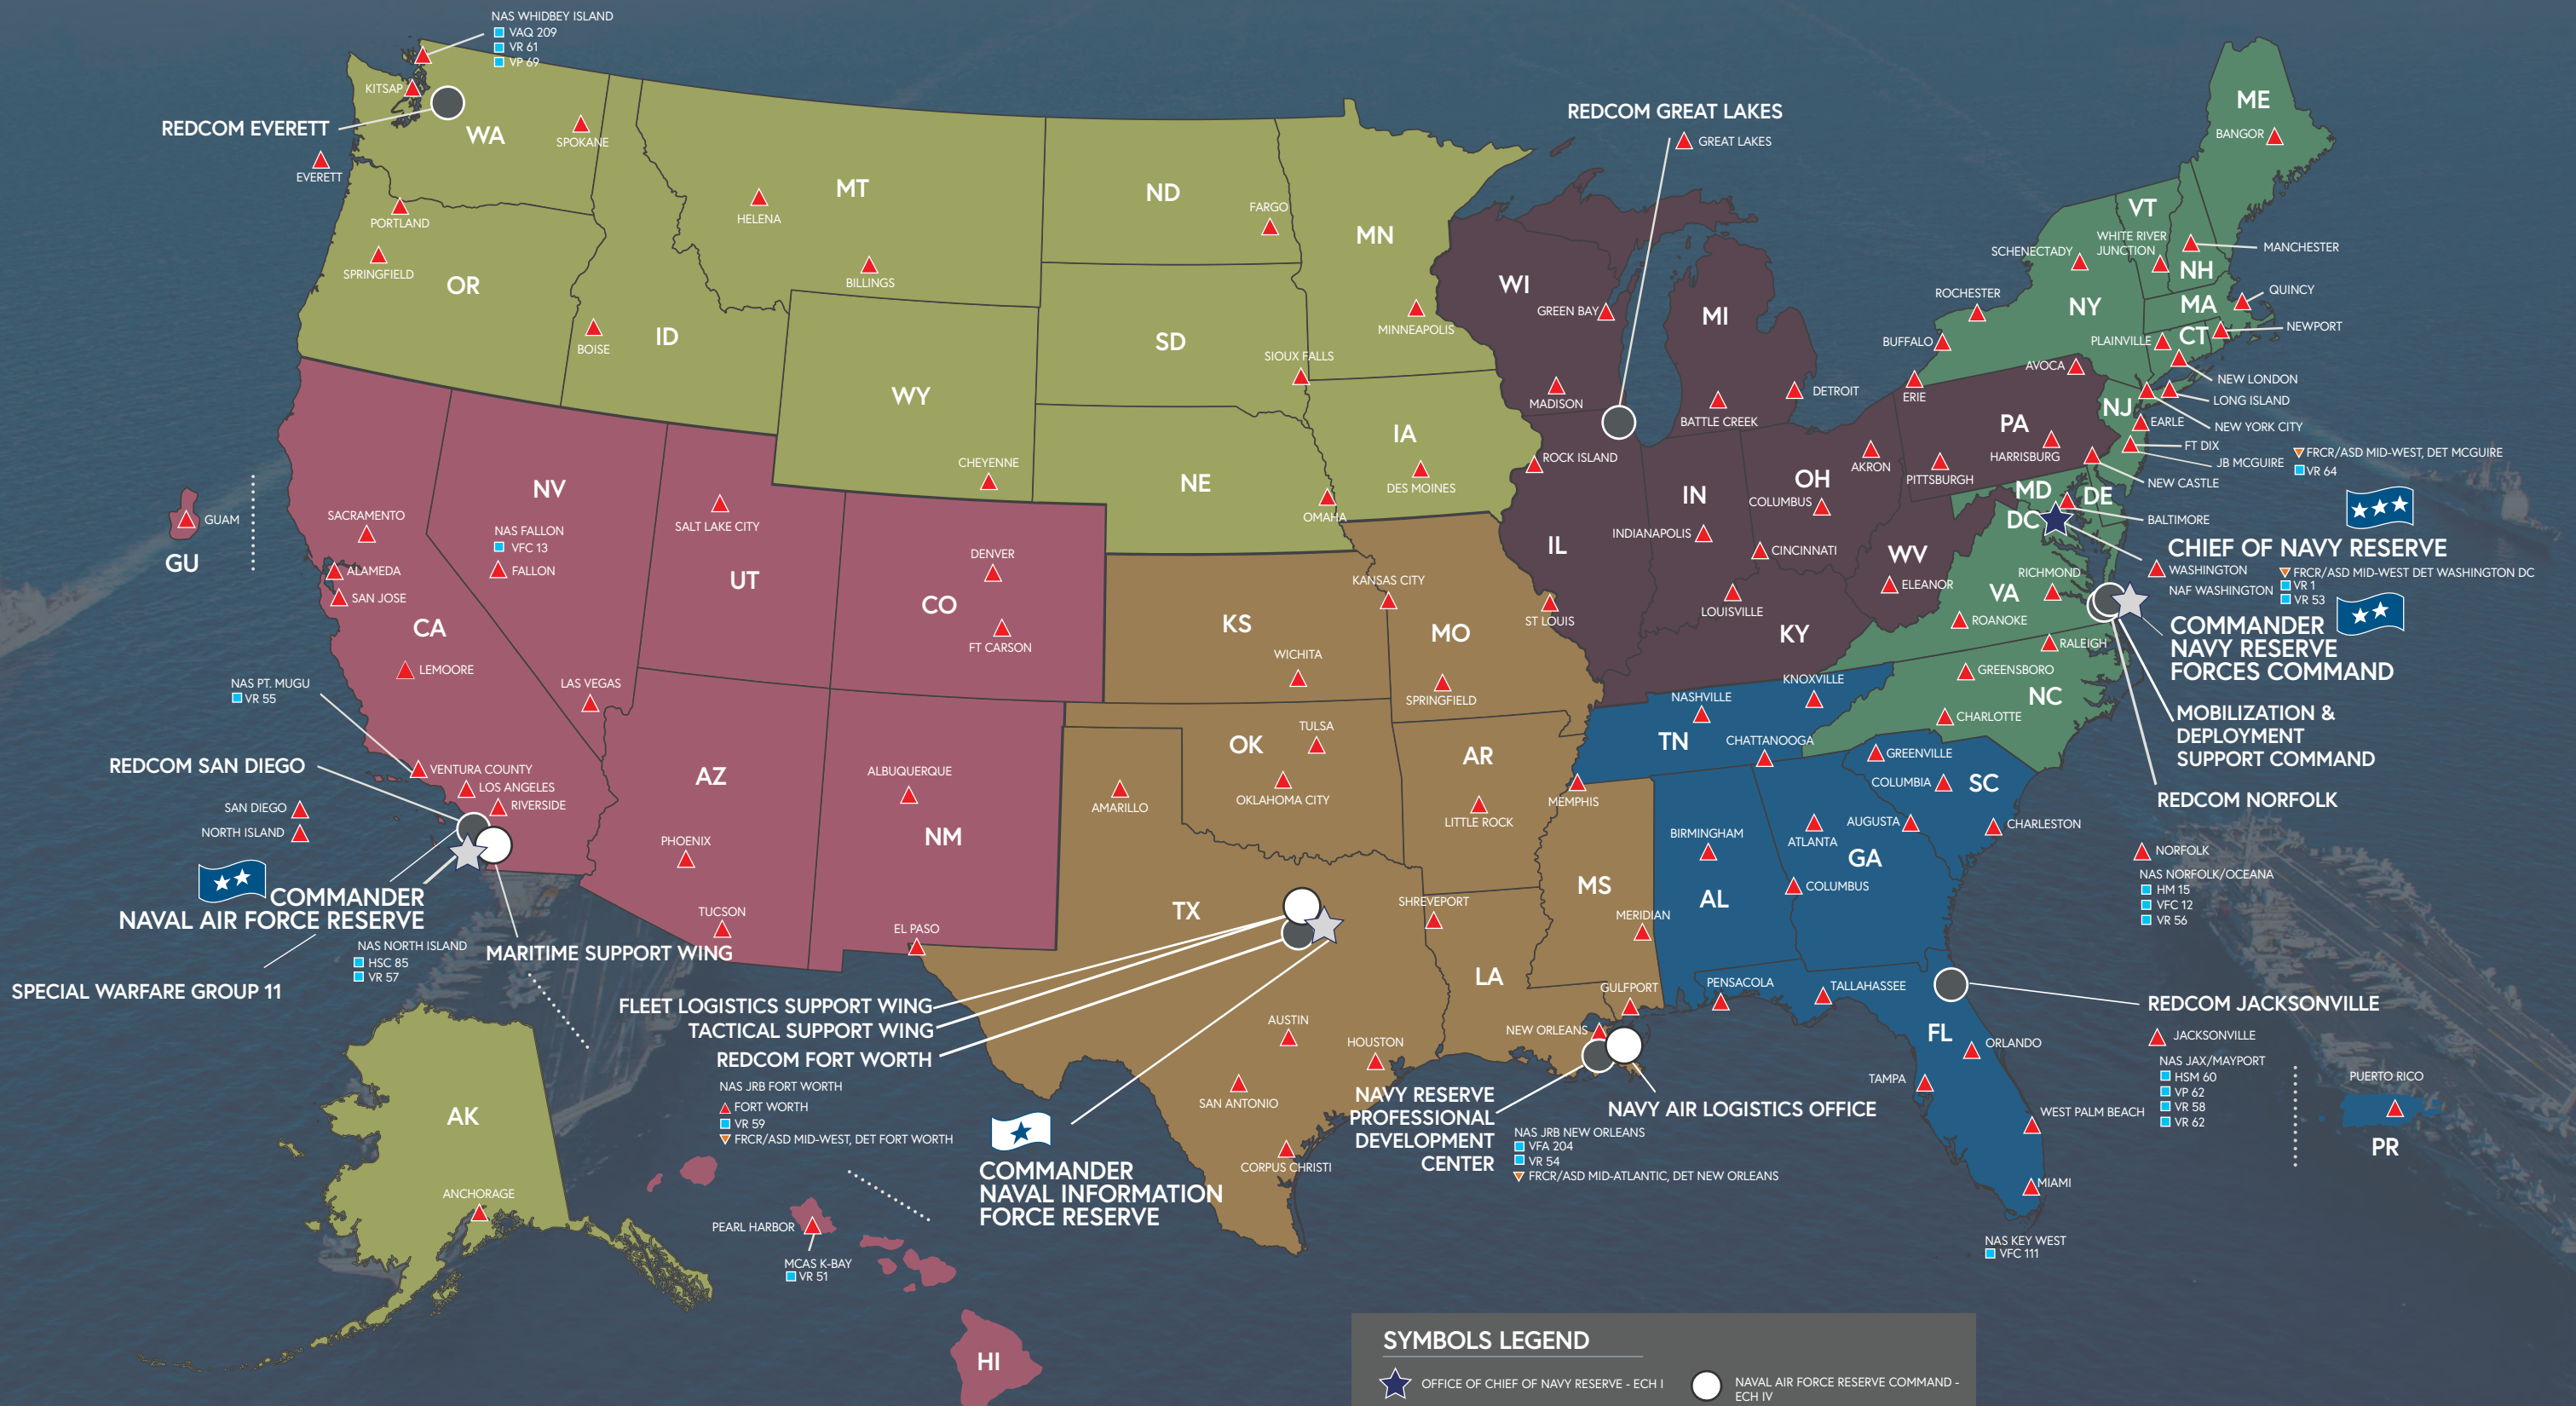 NAS WHIDBEY ISLAND
VAQ 209
VR 61
VP 69
KITSAP
REDCOM EVERETT
EVERETT
WA
SPOKANE
PORTLAND
SPRINGFIELD
OR
BOISE
ID
HELENA
MT
BILLINGS
WY
CHEYENNE
ND
FARGO
SD
SIOUX FALLS
NE
OMAHA
MN
MINNEAPOLIS
IA
DES MOINES
REDCOM GREAT LAKES
GREAT LAKES
WI
GREEN BAY
MADISON
MI
BATTLE CREEK
DETROIT
ROCK ISLAND
IL
IN
INDIANAPOLIS
OH
COLUMBUS
AKRON
CINCINNATI
LOUISVILLE
KY
WV
ELEANOR
PA
ERIE
PITTSBURGH
HARRISBURG
AVOCA
ME
BANGOR
VT
WHITE RIVER
JUNCTION
NH
MANCHESTER
SCHENECTADY
ROCHESTER
BUFFALO
NY
MA
QUINCY
CT
PLAINVILLE
NEWPORT
NEW LONDON
LONG ISLAND
NJ
EARLE
NEW YORK CITY
FT DIX
JB MCGUIRE
FRCR/ASD MID-WEST, DET MCGUIRE
VR 64
NEW CASTLE
MD
DE
DC
BALTIMORE
CHIEF OF NAVY RESERVE
WASHINGTON
NAF WASHINGTON
FRCR/ASD MID-WEST DET WASHINGTON DC
VR 1
VR 53
COMMANDER
NAVY RESERVE
FORCES COMMAND
MOBILIZATION &
DEPLOYMENT
SUPPORT COMMAND
REDCOM NORFOLK
NORFOLK
NAS NORFOLK/OCEANA
HM 15
VFC 12
VR 56
RICHMOND
VA
ROANOKE
RALEIGH
GREENSBORO
NC
CHARLOTTE
GU
GUAM
SACRAMENTO
ALAMEDA
SAN JOSE
CA
LEMOORE
NV
NAS FALLON
VFC 13
FALLON
LAS VEGAS
SALT LAKE CITY
UT
DENVER
CO
FT CARSON
NAS PT. MUGU
VR 55
VENTURA COUNTY
LOS ANGELES
RIVERSIDE
REDCOM SAN DIEGO
SAN DIEGO
NORTH ISLAND
COMMANDER
NAVAL AIR FORCE RESERVE
NAS NORTH ISLAND
HSC 85
VR 57
SPECIAL WARFARE GROUP 11
MARITIME SUPPORT WING
AZ
PHOENIX
TUCSON
ALBUQUERQUE
NM
EL PASO
KS
KANSAS CITY
WICHITA
MO
ST LOUIS
SPRINGFIELD
OK
TULSA
OKLAHOMA CITY
AR
LITTLE ROCK
AMARILLO
TX
SHREVEPORT
LA
MS
MERIDIAN
GULFPORT
NEW ORLEANS
AUSTIN
HOUSTON
SAN ANTONIO
CORPUS CHRISTI
FLEET LOGISTICS SUPPORT WING
TACTICAL SUPPORT WING
REDCOM FORT WORTH
NAS JRB FORT WORTH
FORT WORTH
VR 59
FRCR/ASD MID-WEST, DET FORT WORTH
COMMANDER
NAVAL INFORMATION
FORCE RESERVE
NAVY RESERVE
PROFESSIONAL
DEVELOPMENT
CENTER
NAVY AIR LOGISTICS OFFICE
NAS JRB NEW ORLEANS
VFA 204
VR 54
FRCR/ASD MID-ATLANTIC, DET NEW ORLEANS
NASHVILLE
KNOXVILLE
TN
CHATTANOOGA
MEMPHIS
GREENVILLE
COLUMBIA
SC
CHARLESTON
BIRMINGHAM
AL
ATLANTA
AUGUSTA
GA
COLUMBUS
PENSACOLA
TALLAHASSEE
REDCOM JACKSONVILLE
JACKSONVILLE
NAS JAX/MAYPORT
HSM 60
VP 62
VR 58
VR 62
FL
ORLANDO
TAMPA
WEST PALM BEACH
MIAMI
NAS KEY WEST
VFC 111
PUERTO RICO
PR
AK
ANCHORAGE
PEARL HARBOR
MCAS K-BAY
VR 51
HI
SYMBOLS LEGEND
OFFICE OF CHIEF OF NAVY RESERVE - ECH I
NAVAL AIR FORCE RESERVE COMMAND -
ECH IV